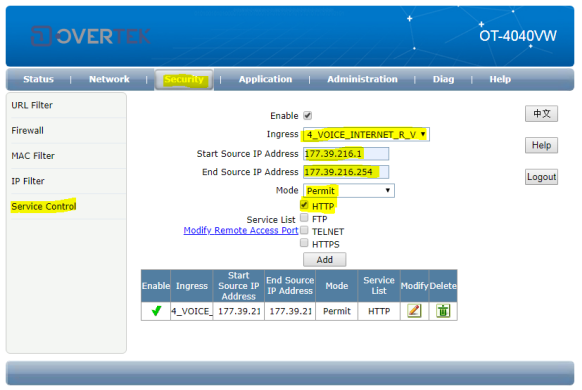 OVERTEK
OT-4040VW
Status | Network | Security | Application | Administration | Diag | Help
URL Filter
Firewall
MAC Filter
IP Filter
Service Control
中文
Help
Logout
Enable
Ingress 4_VOICE_INTERNET_R_V
Start Source IP Address 177.39.216.1
End Source IP Address 177.39.216.254
Mode Permit
HTTP
Service List FTP
Modify Remote Access Port TELNET
HTTPS
Add
Enable Ingress Start Source IP Address End Source IP Address Mode Service List Modify Delete
4_VOICE_ 177.39.21 177.39.21 Permit HTTP